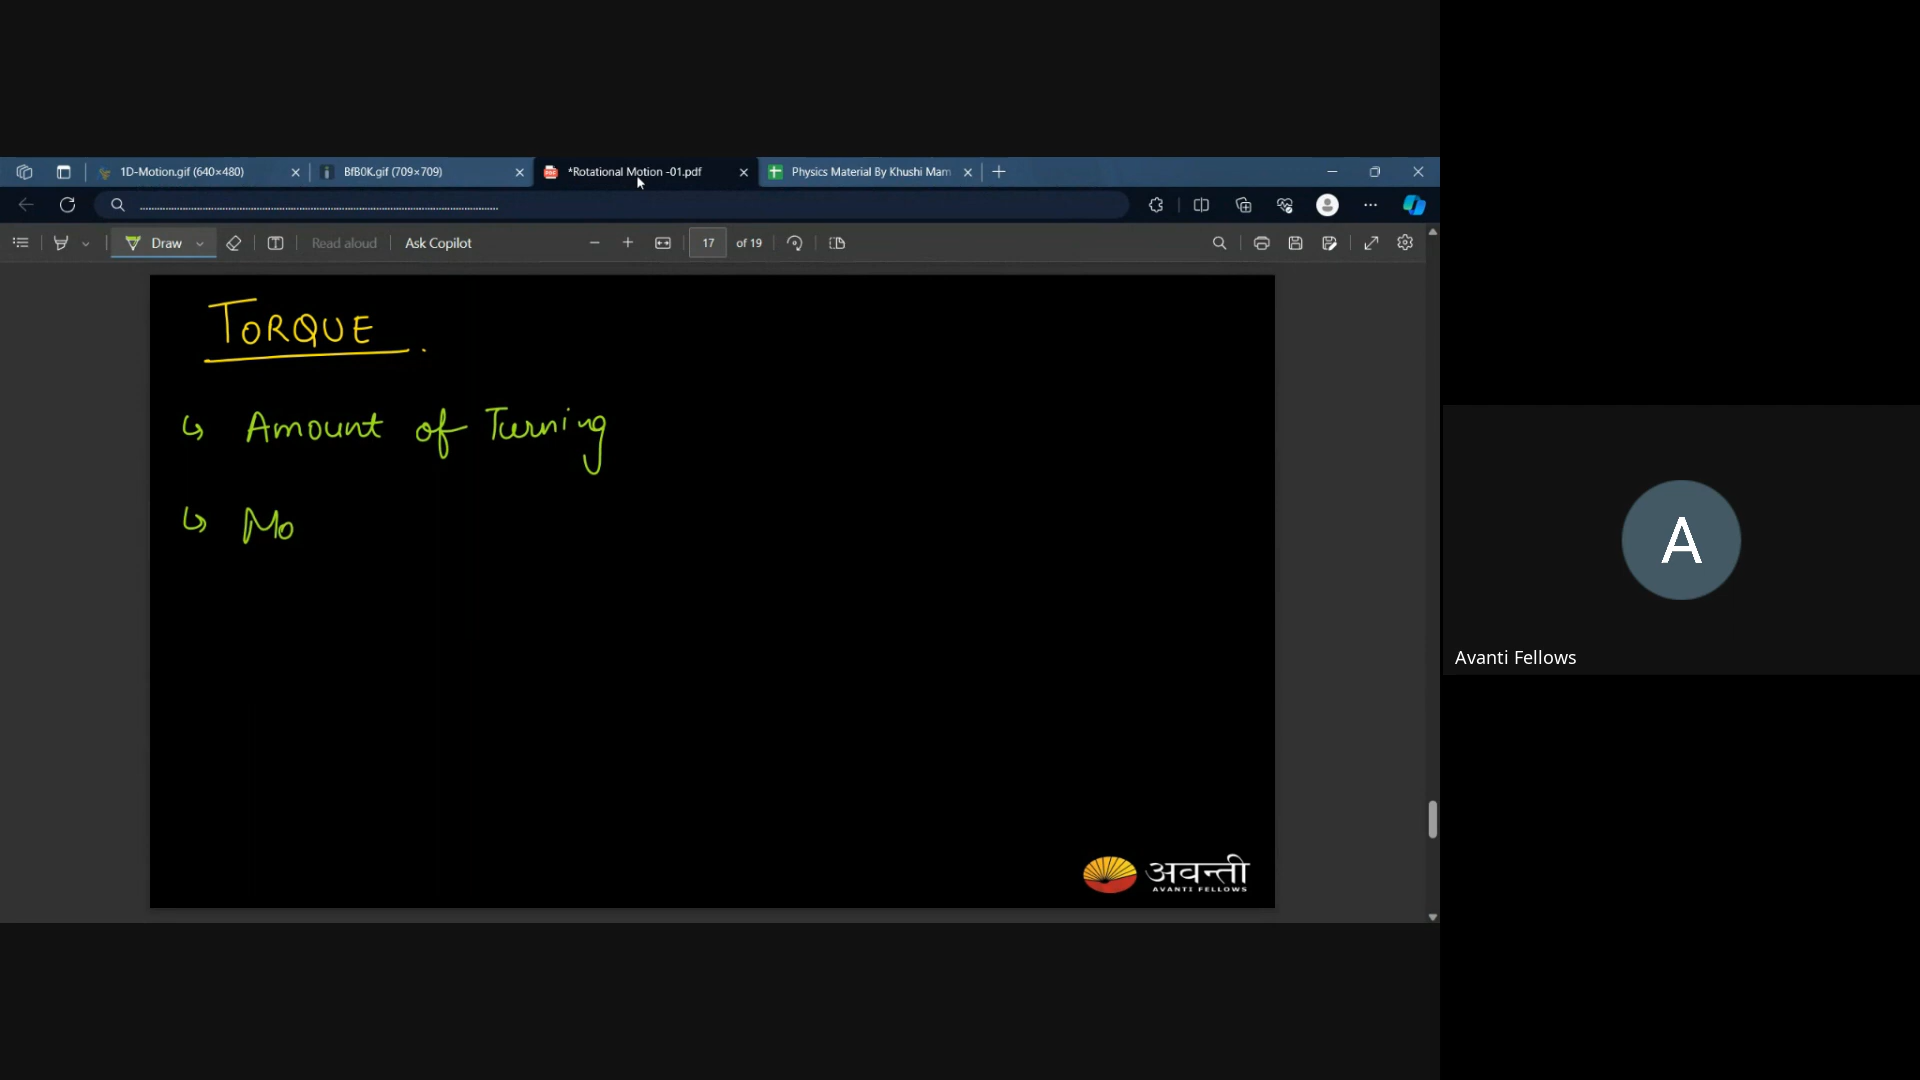 1D-Motion.gif (640×480)
BfB0K.gif (709×709)
*Rotational Motion -01.pdf
Physics Material By Khushi Mam
Draw
Read aloud
Ask Copilot
17
of 19
TORQUE .
↳ Amount of Turning
↳ Mo
अवन्ती
AVANTI FELLOWS
A
Avanti Fellows